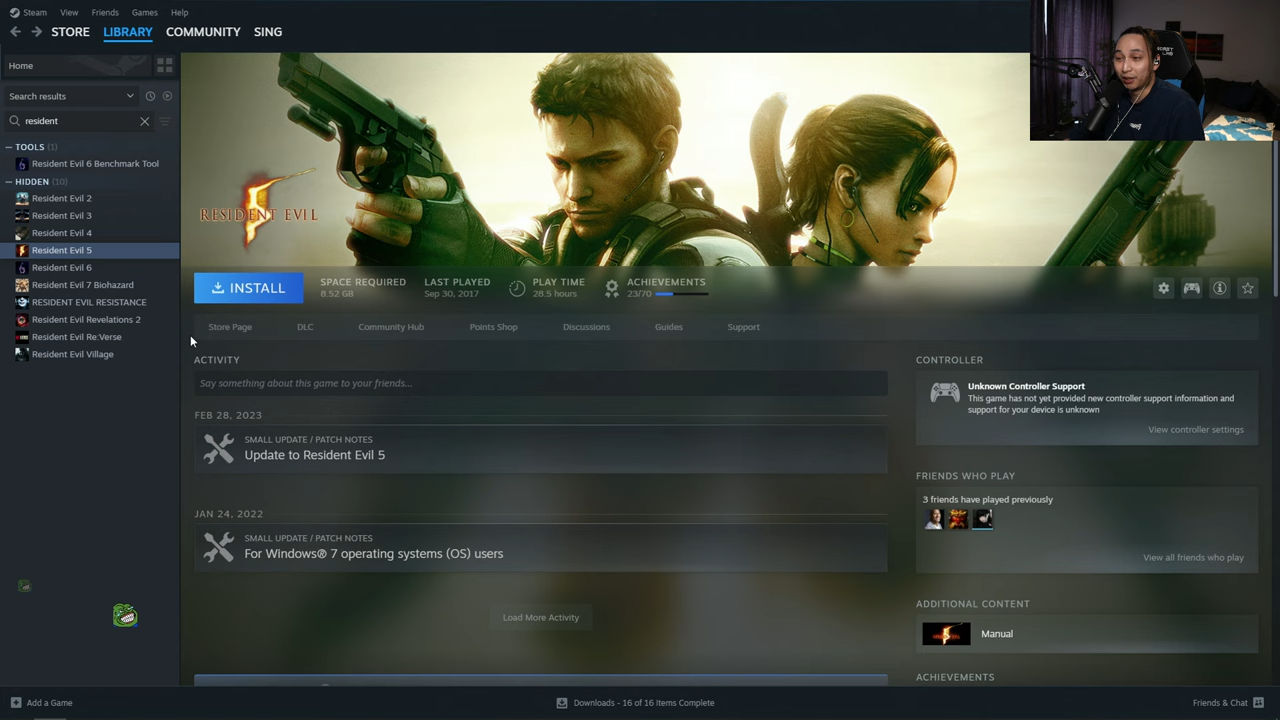 Steam View Friends Games Help
STORE LIBRARY COMMUNITY SING
Home
Search results
resident
TOOLS (1)
Resident Evil 6 Benchmark Tool
HIDDEN (10)
Resident Evil 2
Resident Evil 3
Resident Evil 4
Resident Evil 5
Resident Evil 6
Resident Evil 7 Biohazard
RESIDENT EVIL RESISTANCE
Resident Evil Revelations 2
Resident Evil Re:Verse
Resident Evil Village
RESIDENT EVIL
5
INSTALL
SPACE REQUIRED
8.52 GB
LAST PLAYED
Sep 30, 2017
PLAY TIME
28.5 hours
ACHIEVEMENTS
23/70
Store Page DLC Community Hub Points Shop Discussions Guides Support
ACTIVITY
Say something about this game to your friends...
FEB 28, 2023
SMALL UPDATE / PATCH NOTES
Update to Resident Evil 5
JAN 24, 2022
SMALL UPDATE / PATCH NOTES
For Windows® 7 operating systems (OS) users
Load More Activity
CONTROLLER
Unknown Controller Support
This game has not yet provided new controller support information and
support for your device is unknown
View controller settings
FRIENDS WHO PLAY
3 friends have played previously
View all friends who play
ADDITIONAL CONTENT
Manual
ACHIEVEMENTS
Add a Game
Downloads - 16 of 16 Items Complete
Friends & Chat